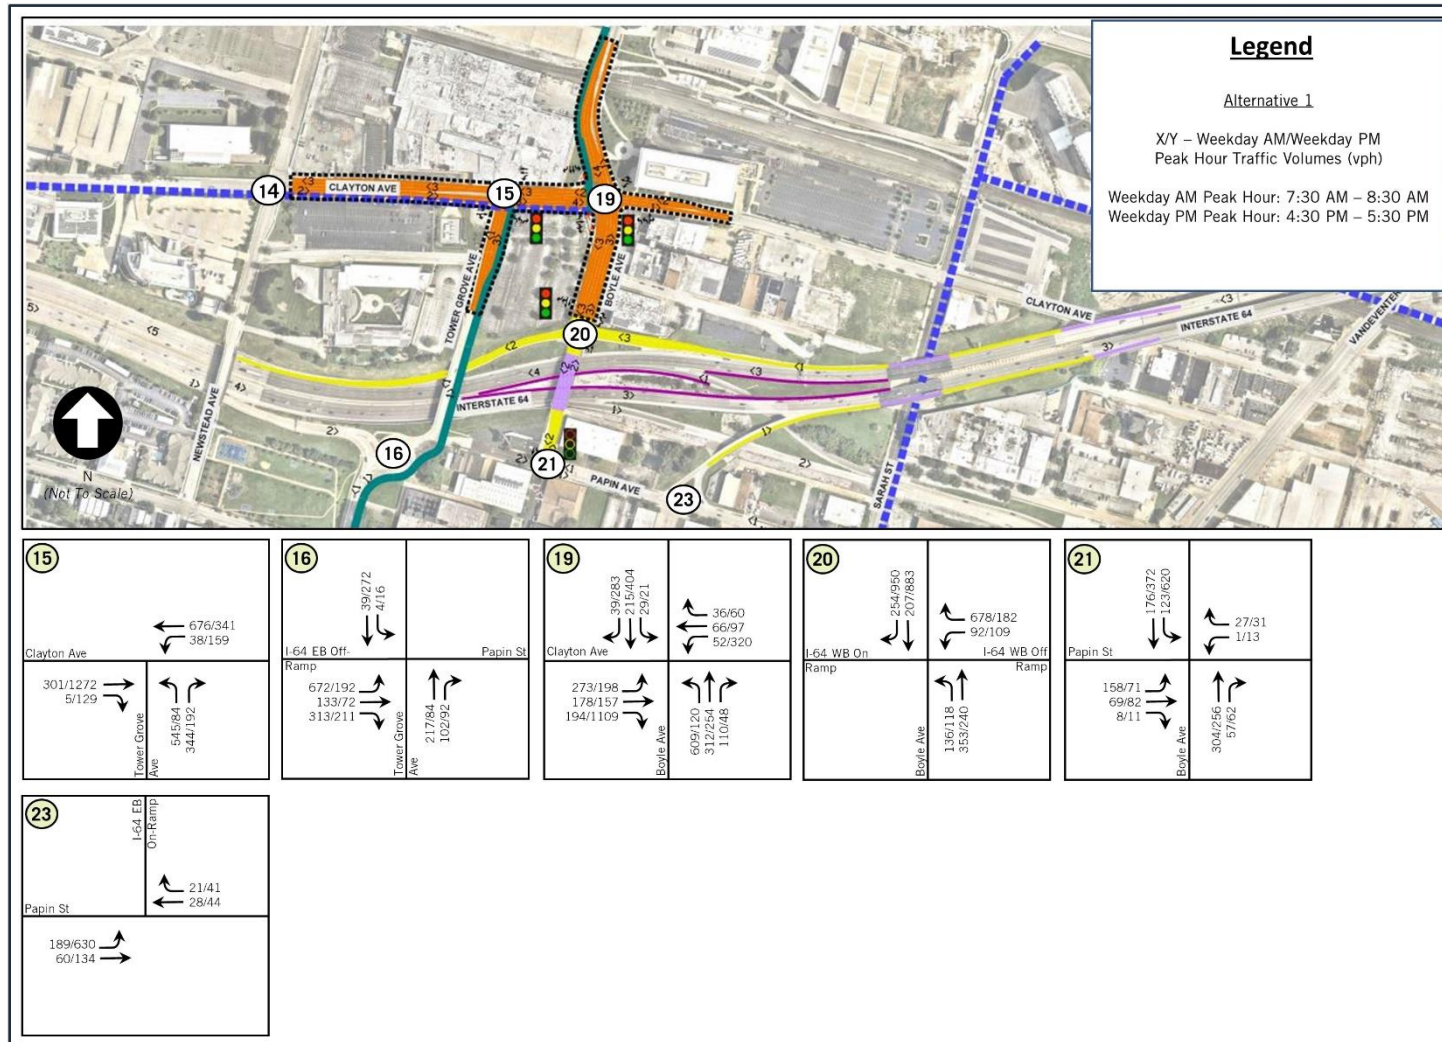 Legend
Alternative 1
X/Y – Weekday AM/Weekday PM
Peak Hour Traffic Volumes (vph)
Weekday AM Peak Hour: 7:30 AM – 8:30 AM
Weekday PM Peak Hour: 4:30 PM – 5:30 PM
14
CLAYTON AVE
15
19
TOWER GROVE AVE
BOYLE AVE
20
CLAYTON AVE
INTERSTATE 64
VANDEVENTER
INTERSTATE 64
NEWSTEAD AVE
16
21
PAPIN AVE
23
SARAH ST
N
(Not To Scale)
15
676/341
38/159
Clayton Ave
301/1272
5/129
545/84
344/192
Tower Grove
Ave
16
39/272
4/16
I-64 EB Off-
Ramp
Papin St
672/192
133/72
313/211
217/84
102/92
Tower Grove
Ave
19
39/283
215/404
29/21
36/60
66/97
52/320
Clayton Ave
273/198
178/157
194/1109
609/120
312/254
110/48
Boyle Ave
20
254/950
207/883
678/182
92/109
I-64 WB On
Ramp
I-64 WB Off
Ramp
136/118
353/240
Boyle Ave
21
176/372
123/620
27/31
1/13
Papin St
158/71
69/82
8/11
304/256
57/62
Boyle Ave
23
I-64 EB
On-Ramp
21/41
28/44
Papin St
189/630
60/134